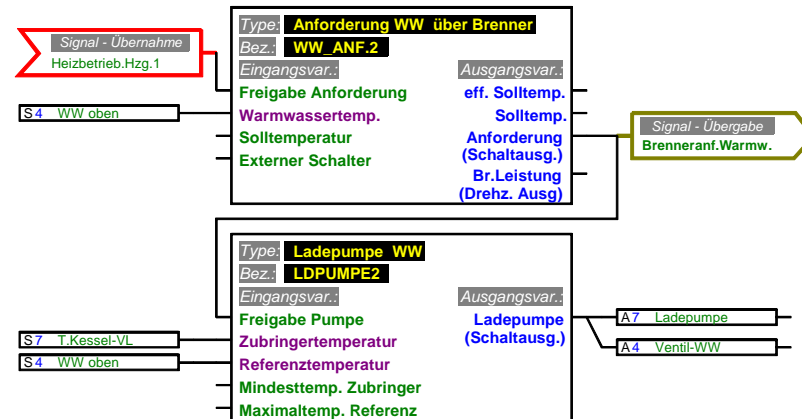 Signal - Übernahme
Heizbetrieb.Hzg.1
S 4 WW oben
Type: Anforderung WW über Brenner
Bez.: WW_ANF.2
Eingangsvar.: Ausgangsvar.:
Freigabe Anforderung eff. Solltemp.
Warmwassertemp. Solltemp.
Solltemperatur Anforderung
Externer Schalter (Schaltausg.)
Br.Leistung
(Drehz. Ausg)
Signal - Übergabe
Brenneranf.Warmw.
Type: Ladepumpe WW
Bez.: LDPUMPE2
Eingangsvar.: Ausgangsvar.:
Freigabe Pumpe Ladepumpe
Zubringertemperatur (Schaltausg.)
Referenztemperatur
Mindesttemp. Zubringer
Maximaltemp. Referenz
S 7 T.Kessel-VL
S 4 WW oben
A 7 Ladepumpe
A 4 Ventil-WW